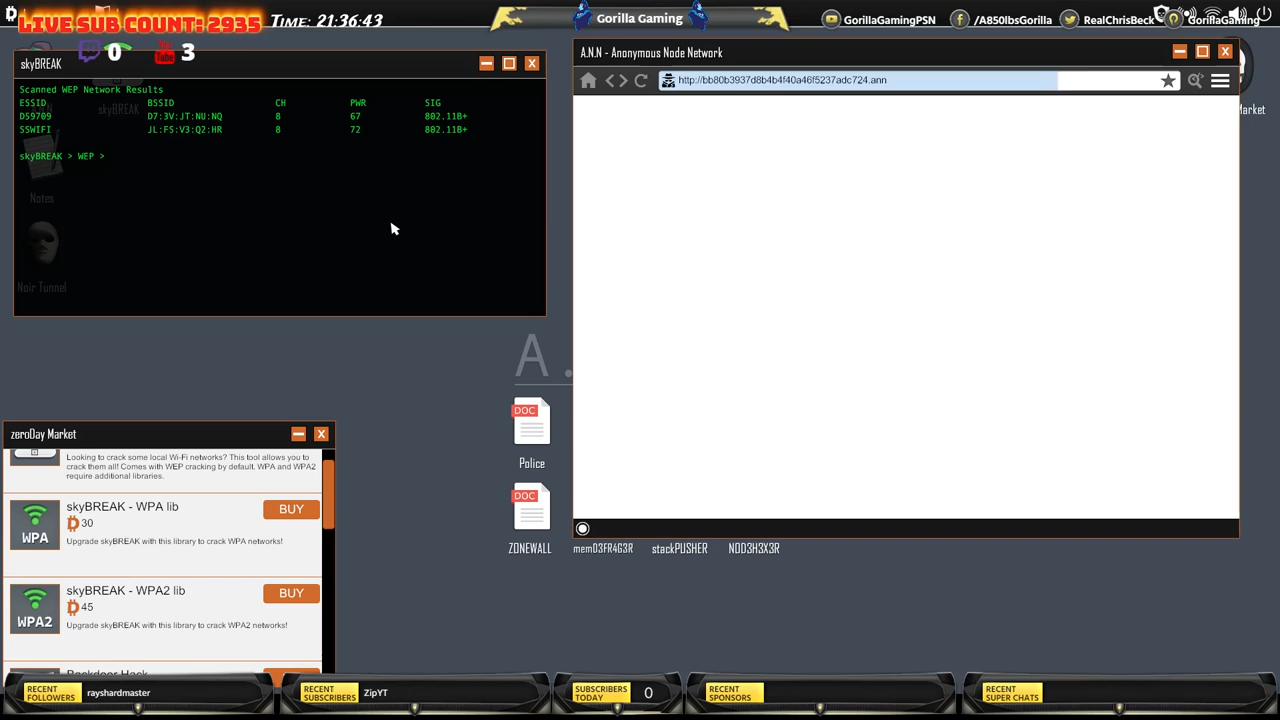 LIVE SUB COUNT: 2935
TIME: 21:36:43
Gorilla Gaming
GorillaGamingPSN
/A850lbsGorilla
RealChrisBeck
GorillaGaming
0
3
skyBREAK
Scanned WEP Network Results
ESSID BSSID CH PWR SIG
D59709 D7:3V:JT:NU:NQ 8 67 802.11B+
SSWIFI JL:FS:V3:Q2:HR 8 72 802.11B+
skyBREAK > WEP >
skyBREAK
Notes
Noir Tunnel
A.N.N - Anonymous Node Network
http://bb80b3937d8b4b4f40a46f5237adc724.ann
Market
A.
DOC
Police
DOC
ZONEWALL
memD3FR4G3R
stackPUSHER
NOD3H3X3R
zeroDay Market
Looking to crack some local Wi-Fi networks? This tool allows you to
crack them all! Comes with WEP cracking by default. WPA and WPA2
require additional libraries.
WPA
skyBREAK - WPA lib
30
BUY
Upgrade skyBREAK with this library to crack WPA networks!
WPA2
skyBREAK - WPA2 lib
45
BUY
Upgrade skyBREAK with this library to crack WPA2 networks!
Backdoor Hack
RECENT
FOLLOWERS
rayshardmaster
RECENT
SUBSCRIBERS
ZipYT
SUBSCRIBERS
TODAY
0
RECENT
SPONSORS
RECENT
SUPER CHATS